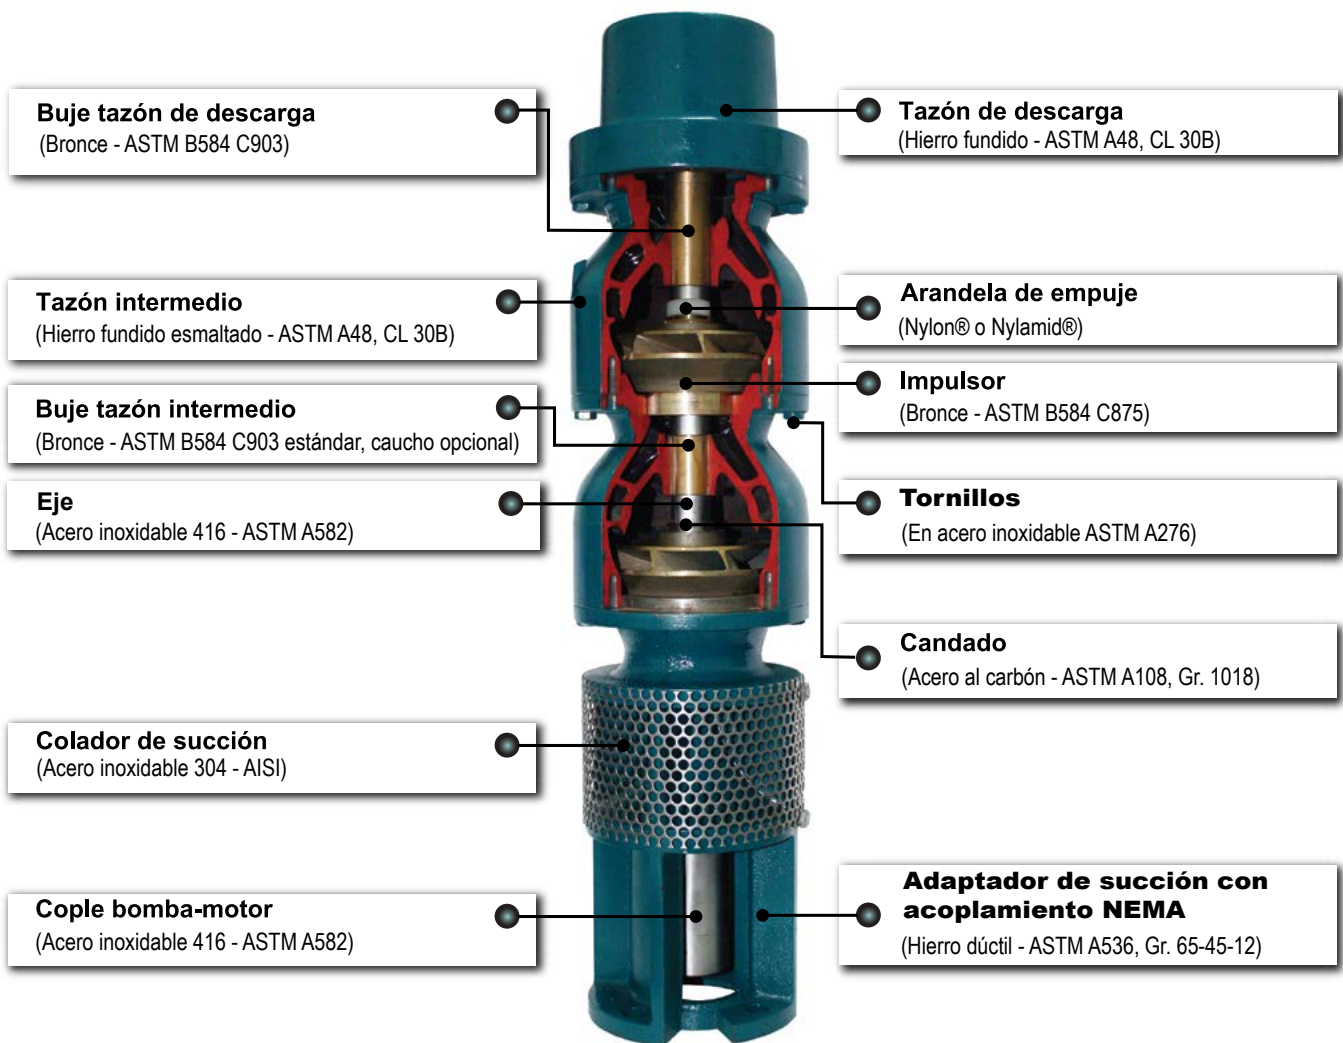 Buje tazón de descarga
(Bronce - ASTM B584 C903)
Tazón de descarga
(Hierro fundido - ASTM A48, CL 30B)
Tazón intermedio
(Hierro fundido esmaltado - ASTM A48, CL 30B)
Arandela de empuje
(Nylon® o Nylamid®)
Buje tazón intermedio
(Bronce - ASTM B584 C903 estándar, caucho opcional)
Impulsor
(Bronce - ASTM B584 C875)
Eje
(Acero inoxidable 416 - ASTM A582)
Tornillos
(En acero inoxidable ASTM A276)
Candado
(Acero al carbón - ASTM A108, Gr. 1018)
Colador de succión
(Acero inoxidable 304 - AISI)
Cople bomba-motor
(Acero inoxidable 416 - ASTM A582)
Adaptador de succión con
acoplamiento NEMA
(Hierro dúctil - ASTM A536, Gr. 65-45-12)